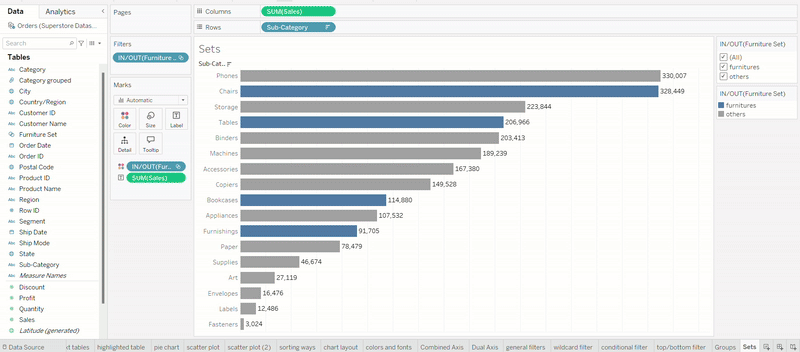 Data
Analytics
Orders (Superstore Datas...
Search
Tables
Category
Category grouped
City
Country/Region
Customer ID
Customer Name
Furniture Set
Order Date
Order ID
Postal Code
Product ID
Product Name
Region
Row ID
Segment
Ship Date
Ship Mode
State
Sub-Category
Measure Names
Discount
Profit
Quantity
Sales
Latitude (generated)
Pages
Filters
IN/OUT(Furniture ..
Marks
Automatic
Color Size Label
Detail Tooltip
IN/OUT(Fur..
SUM(Sales)
Columns SUM(Sales)
Rows Sub-Category
Sets
Sub-Cat..
Phones 330,007
Chairs 328,449
Storage 223,844
Tables 206,966
Binders 203,413
Machines 189,239
Accessories 167,380
Copiers 149,528
Bookcases 114,880
Appliances 107,532
Furnishings 91,705
Paper 78,479
Supplies 46,674
Art 27,119
Envelopes 16,476
Labels 12,486
Fasteners 3,024
IN/OUT(Furniture Set)
(All)
furnitures
others
IN/OUT(Furniture Set)
furnitures
others
Data Source tables highlighted table pie chart scatter plot scatter plot (2) sorting ways chart layout colors and fonts Combined Axis Dual Axis general filters wildcard filter conditional filter top/bottom filter Groups Sets